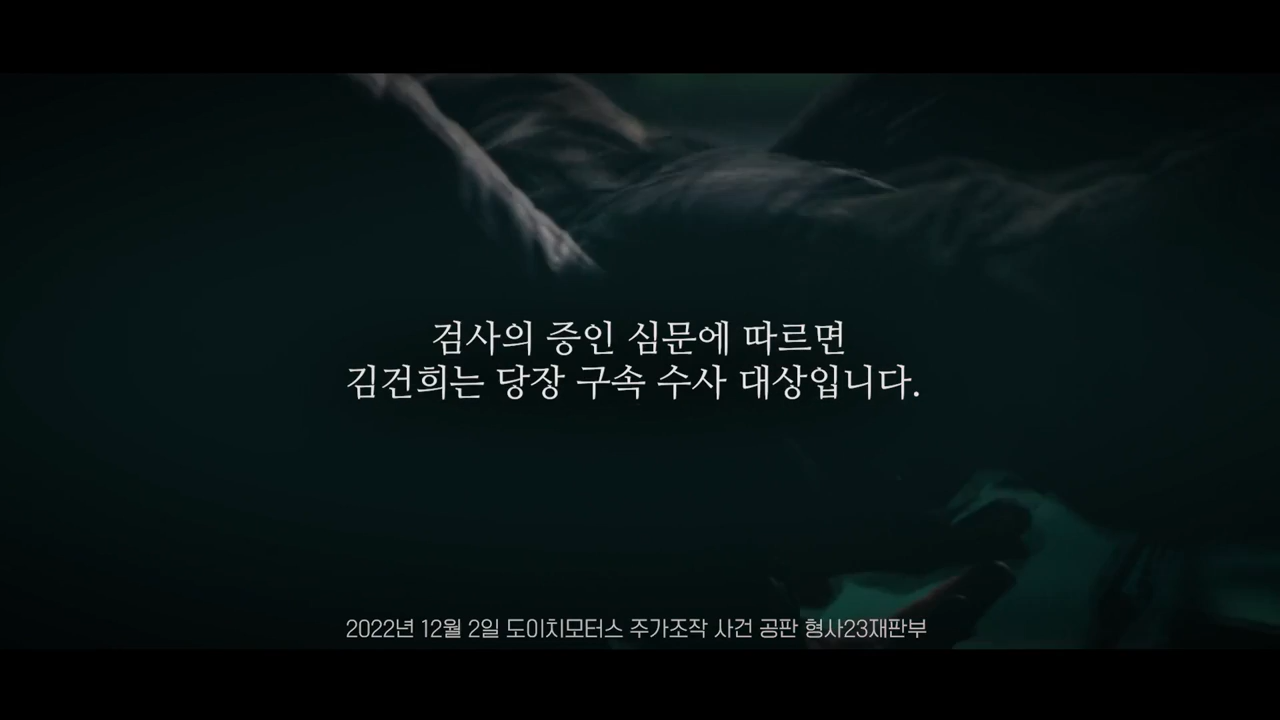 검사의 증인 심문에 따르면
김건희는 당장 구속 수사 대상입니다.
2022년 12월 2일 도이치모터스 주가조작 사건 공판 형사23재판부